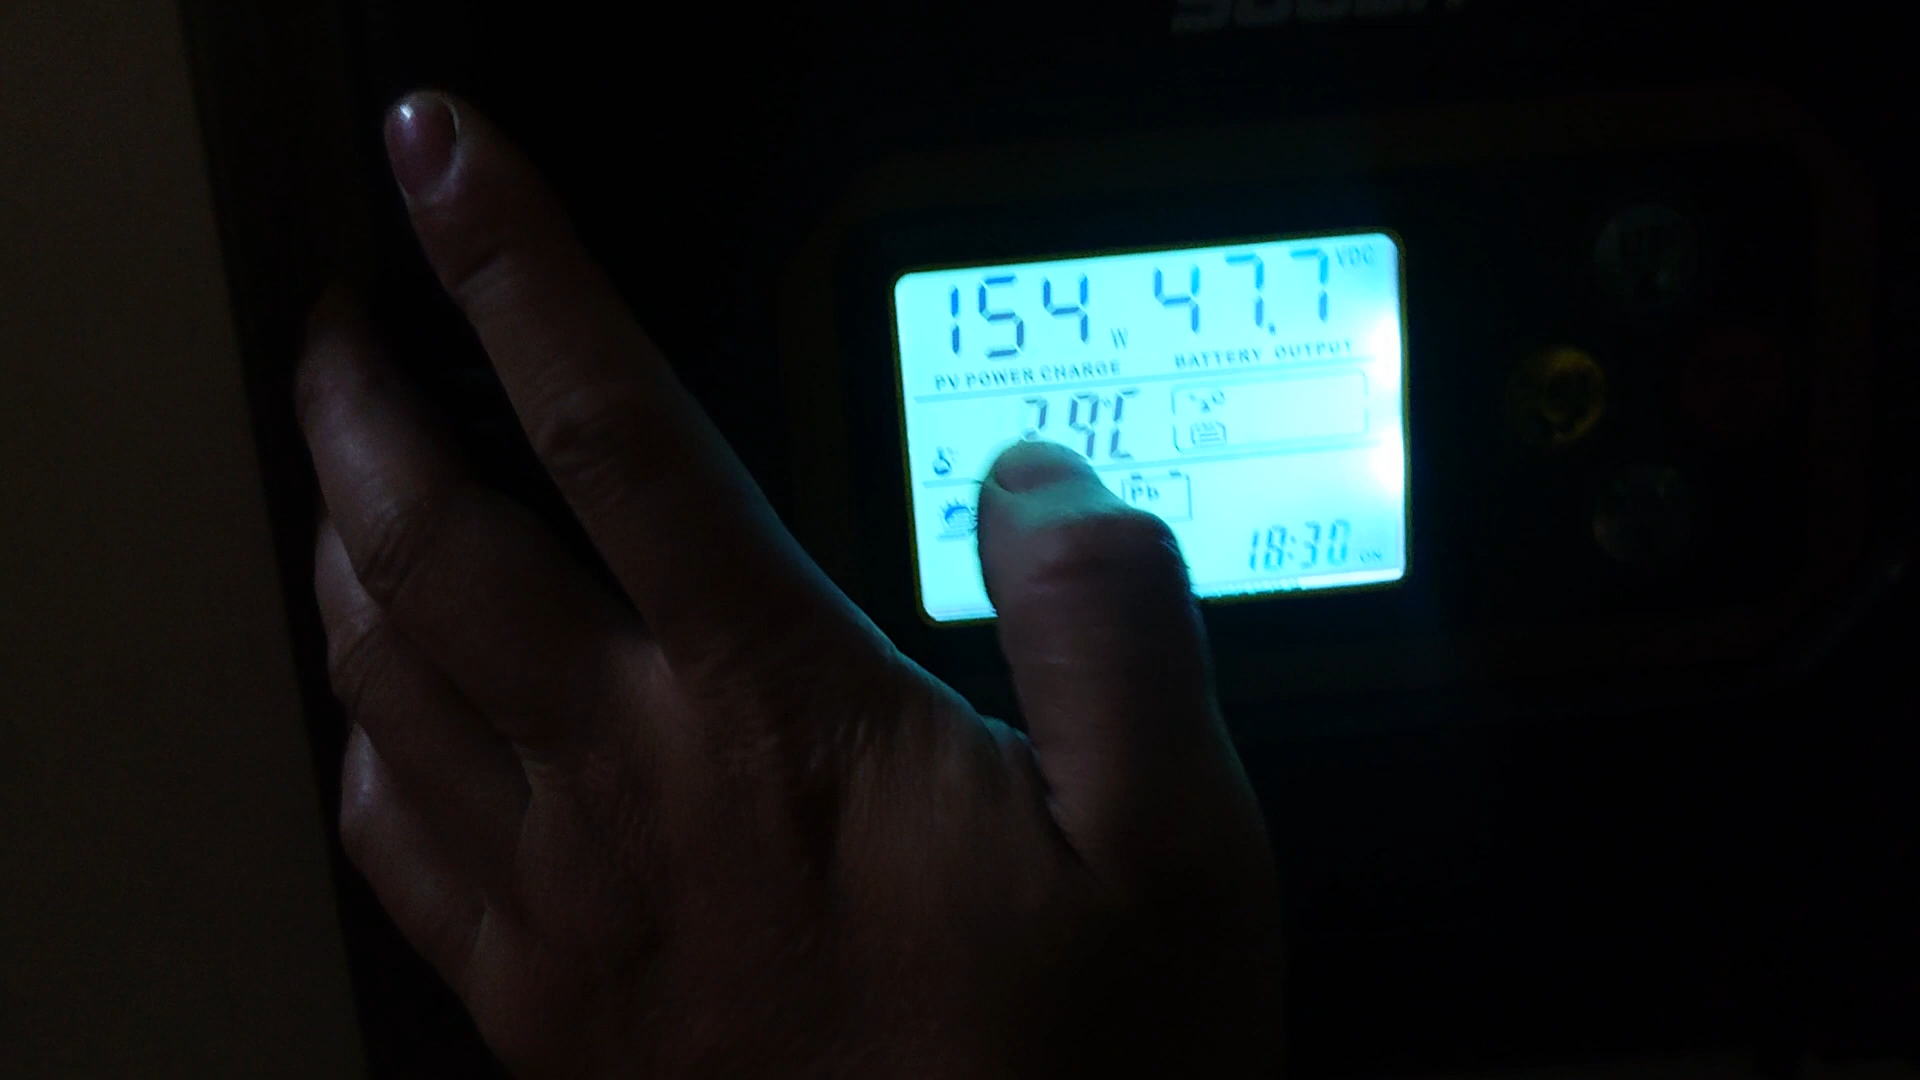 154 W 47.7 VDC
PV POWER CHARGE BATTERY OUTPUT
29°C
Pb
18:30 ON